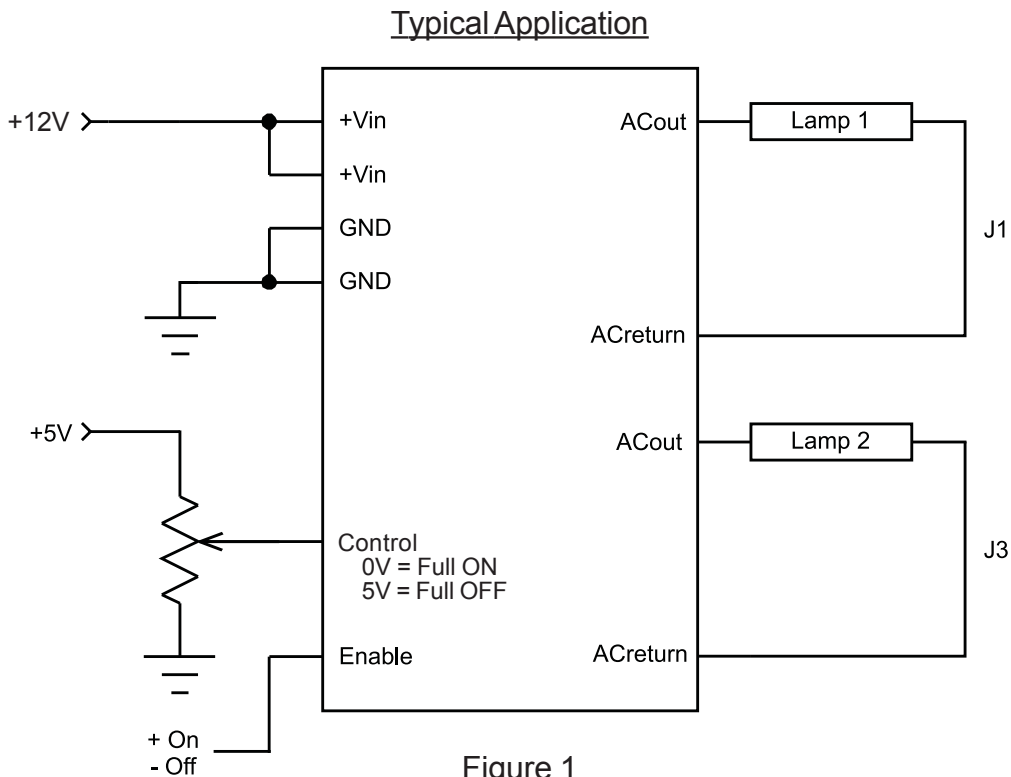 Typical Application
+12V
+Vin
+Vin
GND
GND
ACout
Lamp 1
J1
ACreturn
+5V
Control
0V = Full ON
5V = Full OFF
Enable
+ On
- Off
ACout
Lamp 2
J3
ACreturn
Figure 1